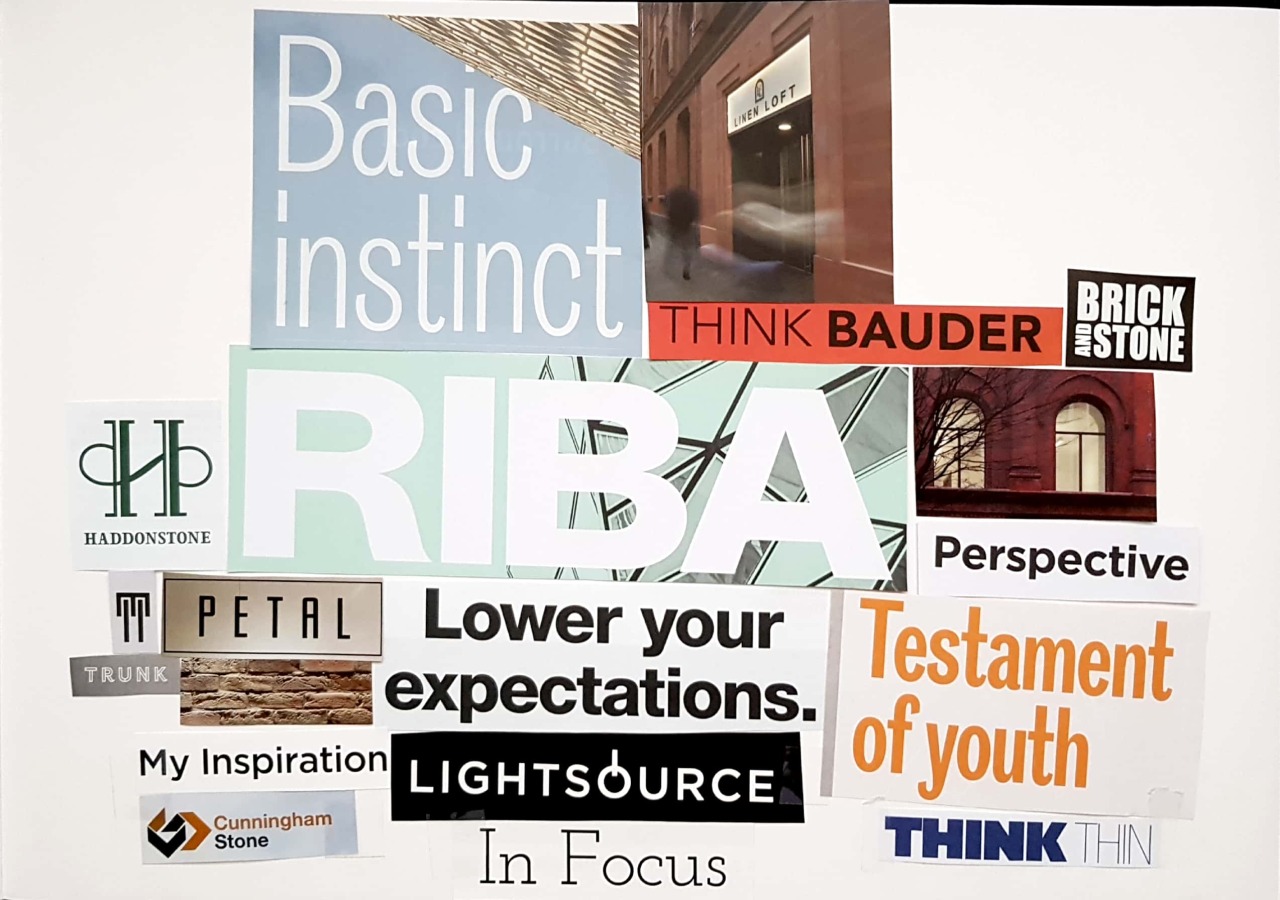 Basic
instinct
LINEN LOFT
THINK BAUDER
BRICK
AND STONE
RIBA
HADDONSTONE
Perspective
PETAL
TRUNK
Lower your
expectations.
Testament
of youth
My Inspiration
LIGHTSOURCE
Cunningham
Stone
In Focus
THINK THIN